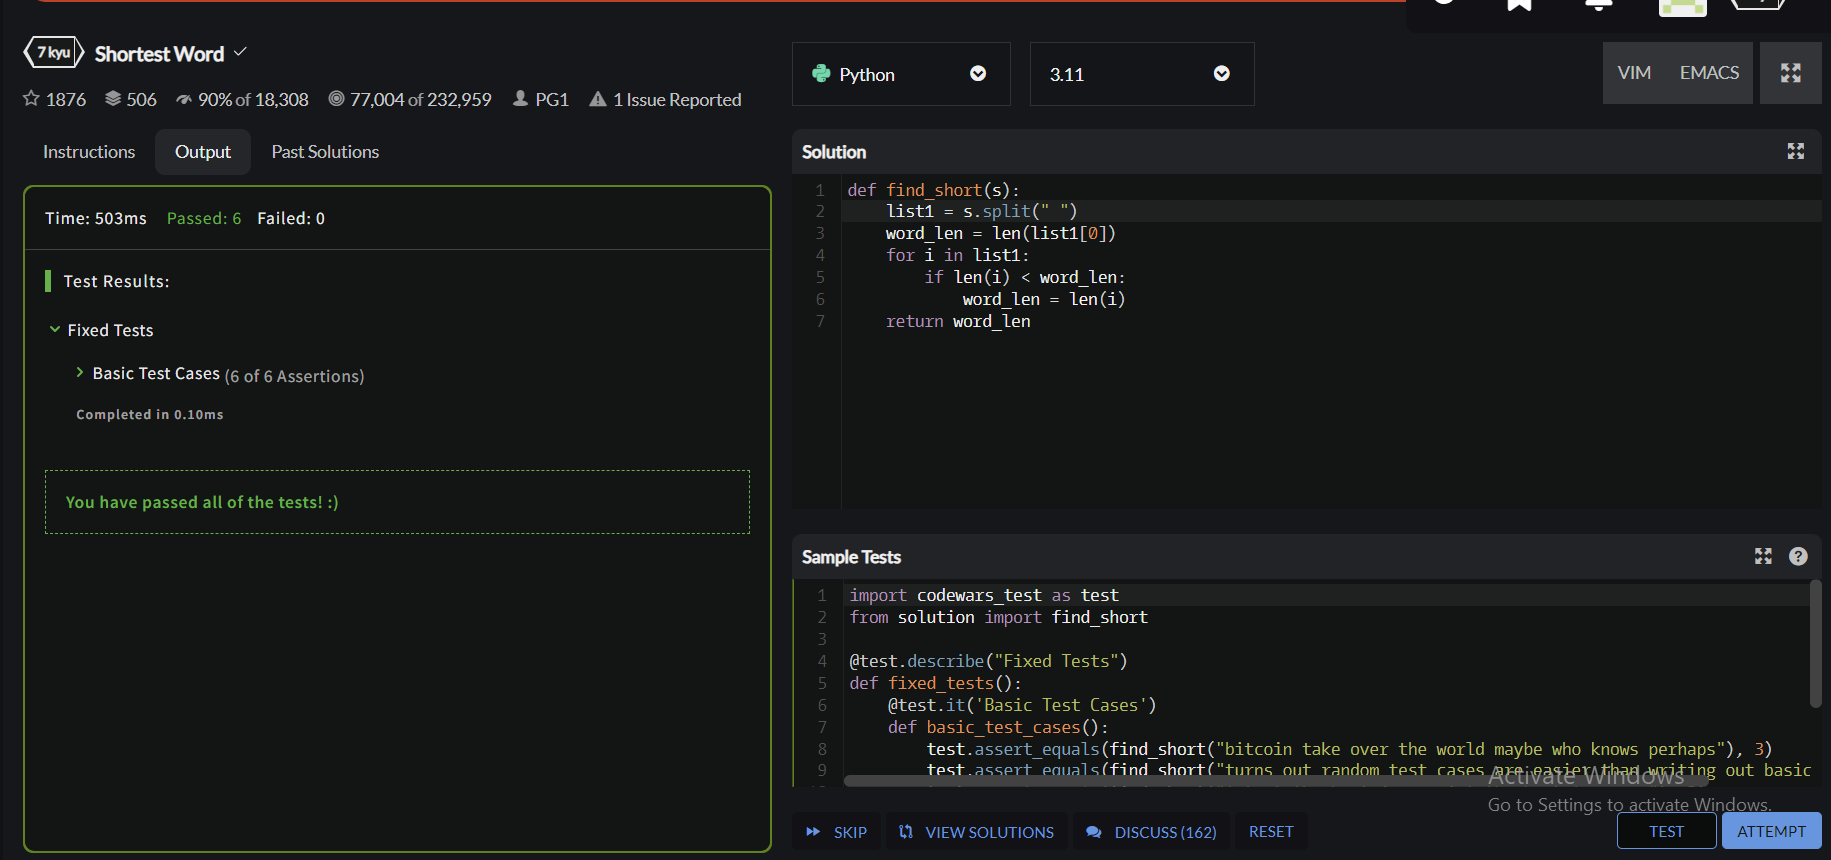 7 kyu Shortest Word
1876 506 90% of 18,308 77,004 of 232,959 PG1 1 Issue Reported
Instructions Output Past Solutions
Time: 503ms Passed: 6 Failed: 0
Test Results:
Fixed Tests
Basic Test Cases (6 of 6 Assertions)
Completed in 0.10ms
You have passed all of the tests! :)
Python 3.11 VIM EMACS
Solution
1 def find_short(s):
2     list1 = s.split(" ")
3     word_len = len(list1[0])
4     for i in list1:
5         if len(i) < word_len:
6             word_len = len(i)
7     return word_len
Sample Tests ?
1 import codewars_test as test
2 from solution import find_short
3
4 @test.describe("Fixed Tests")
5 def fixed_tests():
6     @test.it('Basic Test Cases')
7     def basic_test_cases():
8         test.assert_equals(find_short("bitcoin take over the world maybe who knows perhaps"), 3)
9         test.assert_equals(find_short("turns out random test cases are easier than writing out basic
Activate Windows
Go to Settings to activate Windows.
SKIP VIEW SOLUTIONS DISCUSS (162) RESET TEST ATTEMPT